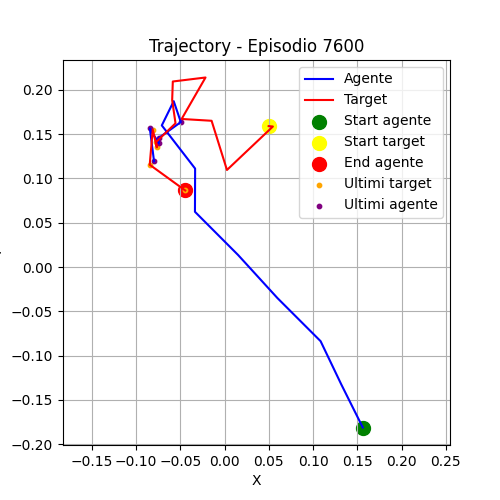 Trajectory - Episodio 7600
Agente
Target
Start agente
Start target
End agente
Ultimi target
Ultimi agente
0.20
0.15
0.10
0.05
0.00
−0.05
−0.10
−0.15
−0.20
−0.15 −0.10 −0.05 0.00 0.05 0.10 0.15 0.20 0.25
X